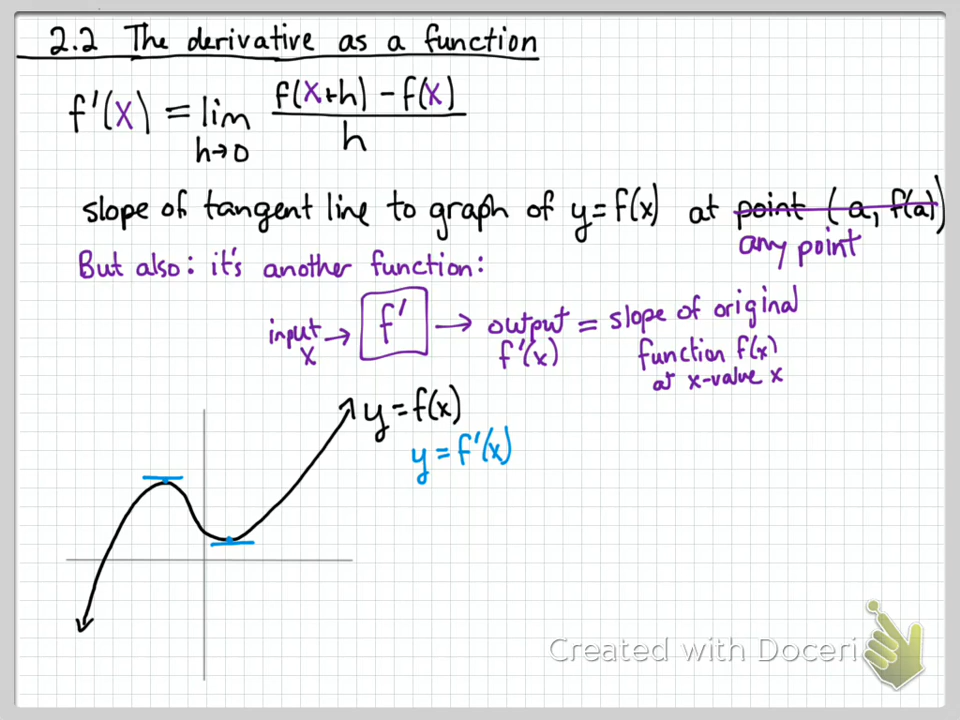 2.2 The derivative as a function
f'(x) = lim h→0 f(x+h) - f(x) / h
slope of tangent line to graph of y=f(x) at point (a, f(a))
any point
But also: it's another function:
input x → f' → output f'(x) = slope of original function f(x) at x-value x
y=f(x)
y=f'(x)
Created with Doceri